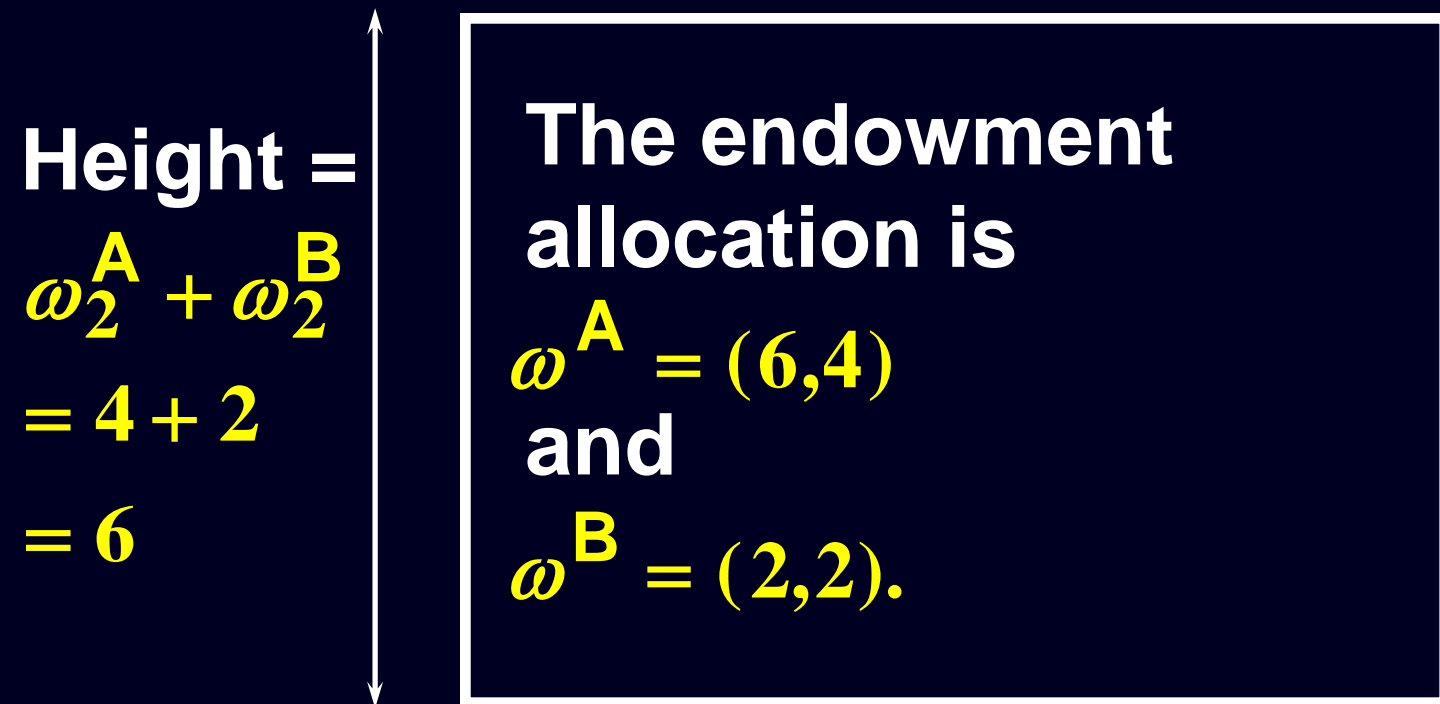 Height =
ω₂ᴬ + ω₂ᴮ
= 4 + 2
= 6
The endowment
allocation is
ωᴬ = (6,4)
and
ωᴮ = (2,2).